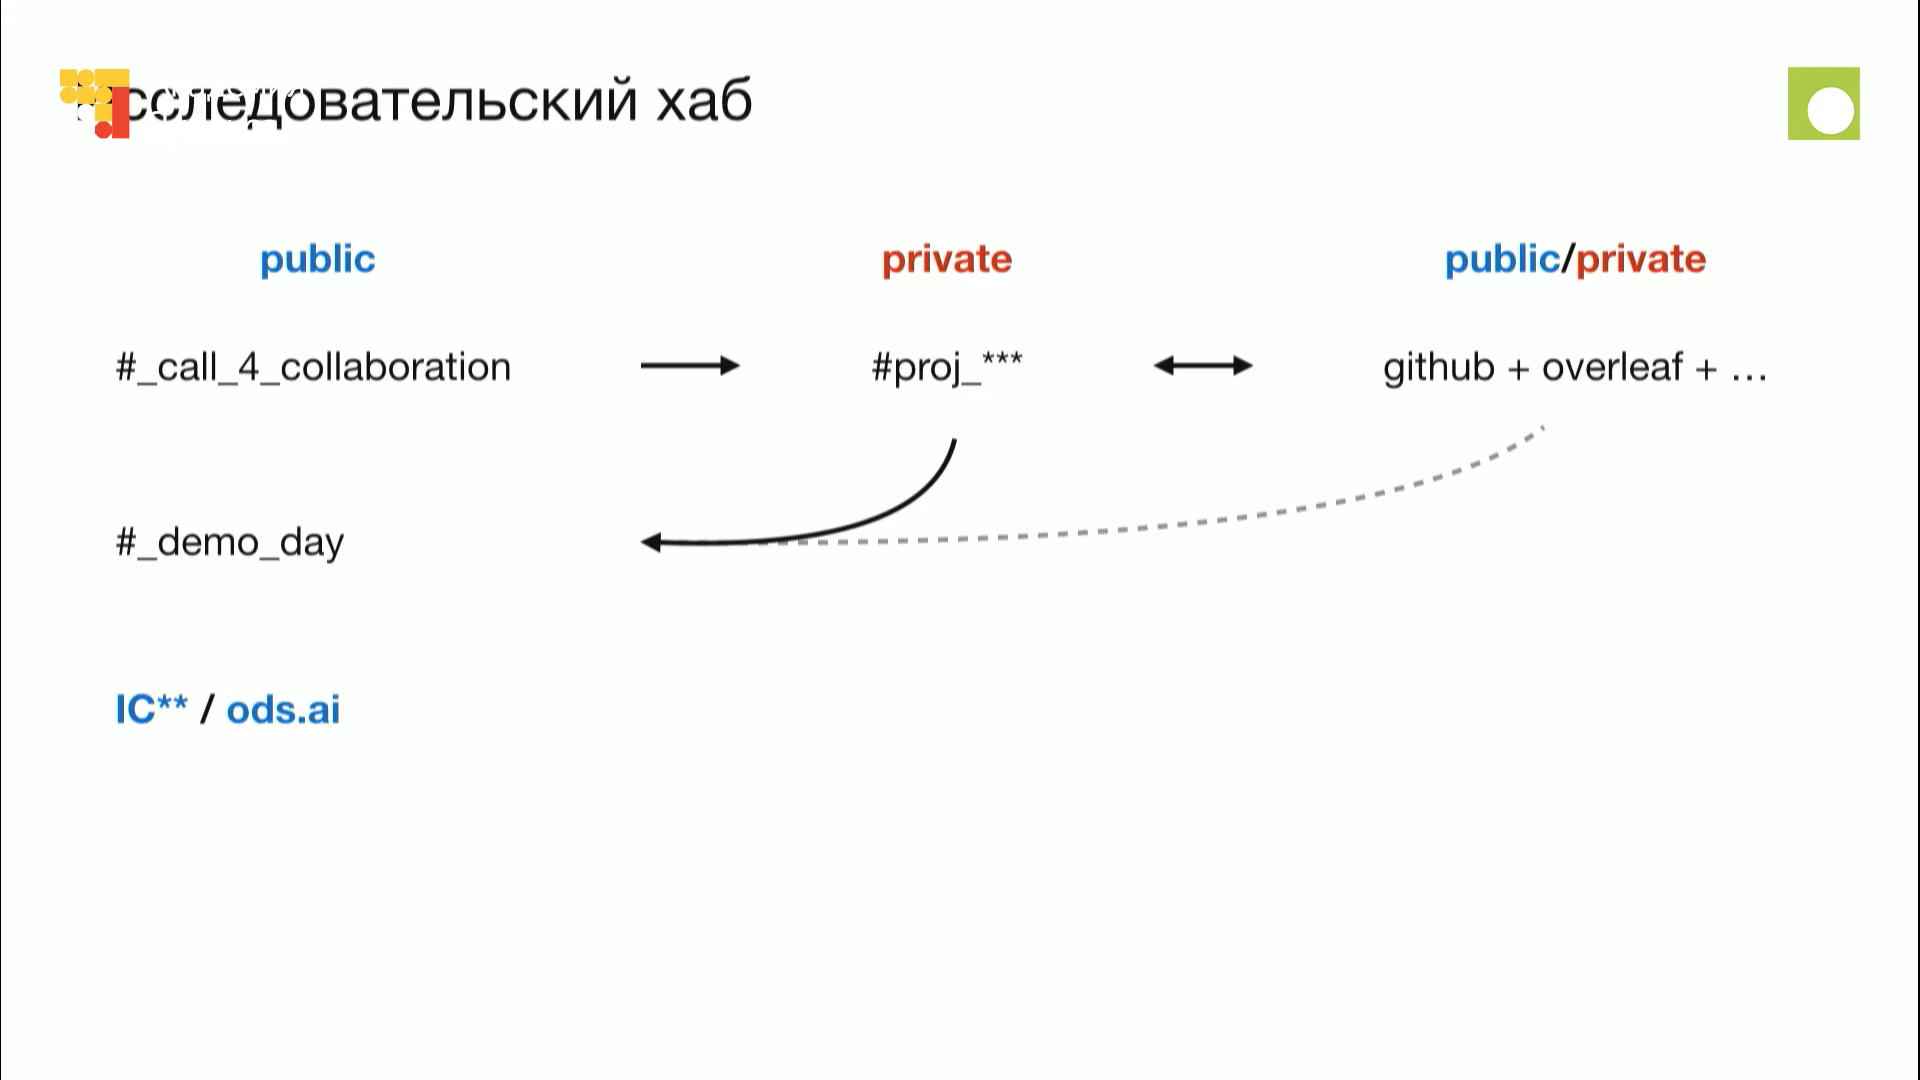 сследовательский хаб
public
private
public/private
#_call_4_collaboration
#proj_***
github + overleaf + …
#_demo_day
IC** / ods.ai